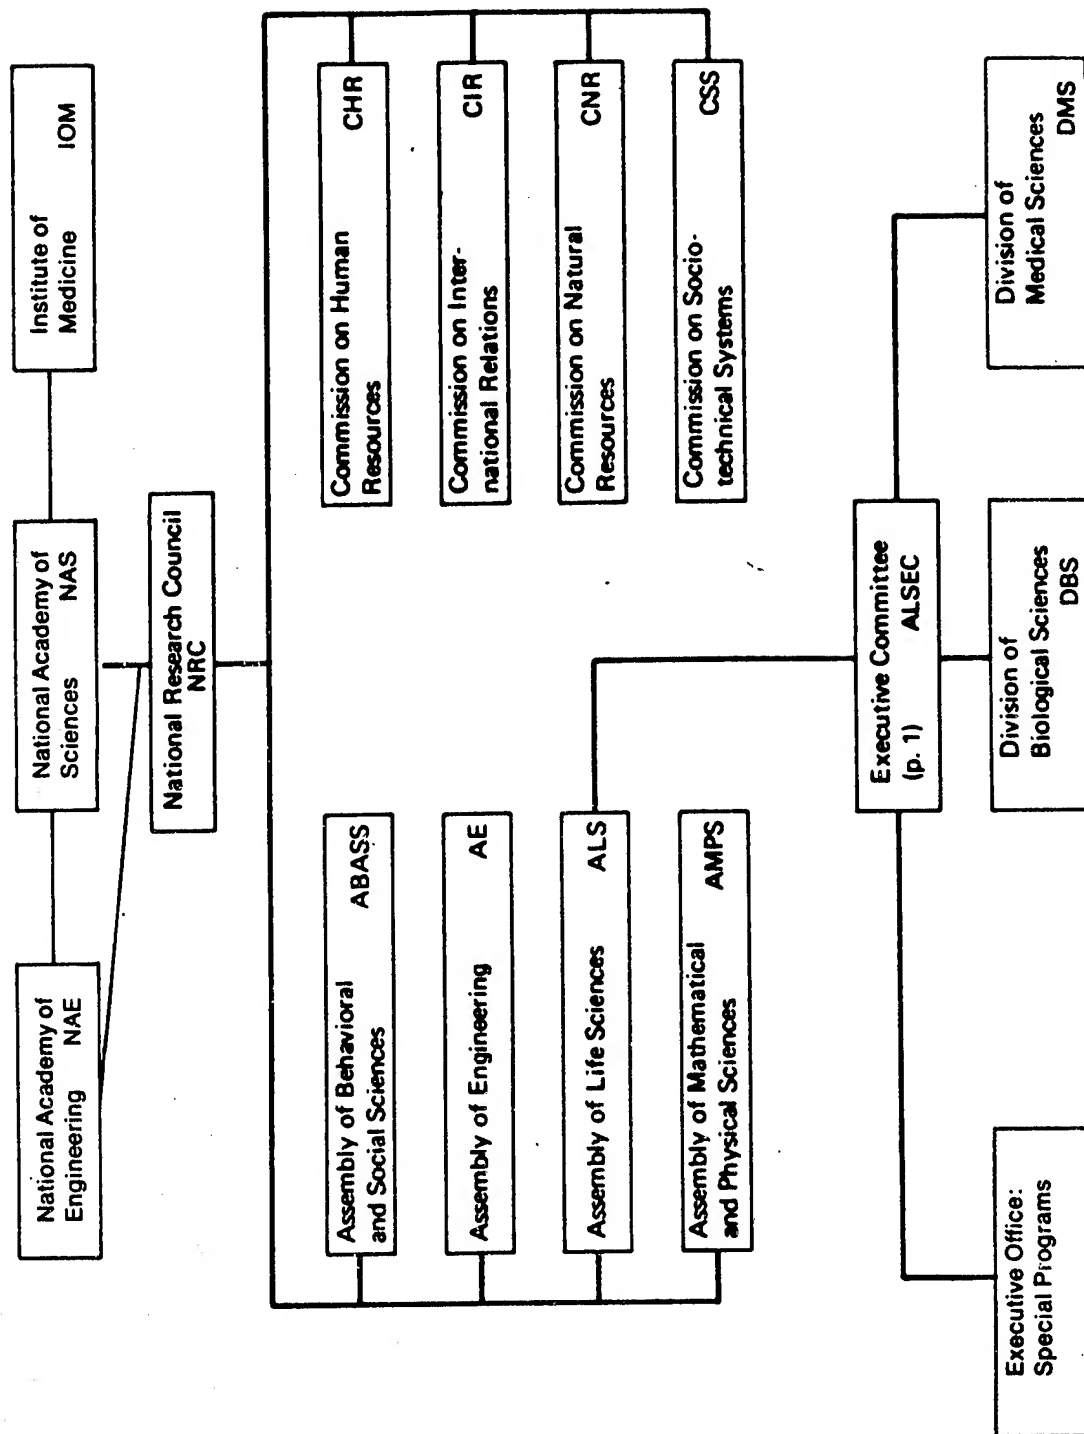 National Academy of
Engineering NAE
National Academy of
Sciences NAS
Institute of
Medicine IOM
National Research Council
NRC
Assembly of Behavioral
and Social Sciences ABASS
Assembly of Engineering AE
Assembly of Life Sciences ALS
Assembly of Mathematical
and Physical Sciences AMPS
Commission on Human
Resources CHR
Commission on Inter-
national Relations CIR
Commission on Natural
Resources CNR
Commission on Socio-
technical Systems CSS
Executive Committee
(p. 1) ALSEC
Executive Office:
Special Programs
Division of
Biological Sciences
DBS
Division of
Medical Sciences
DMS